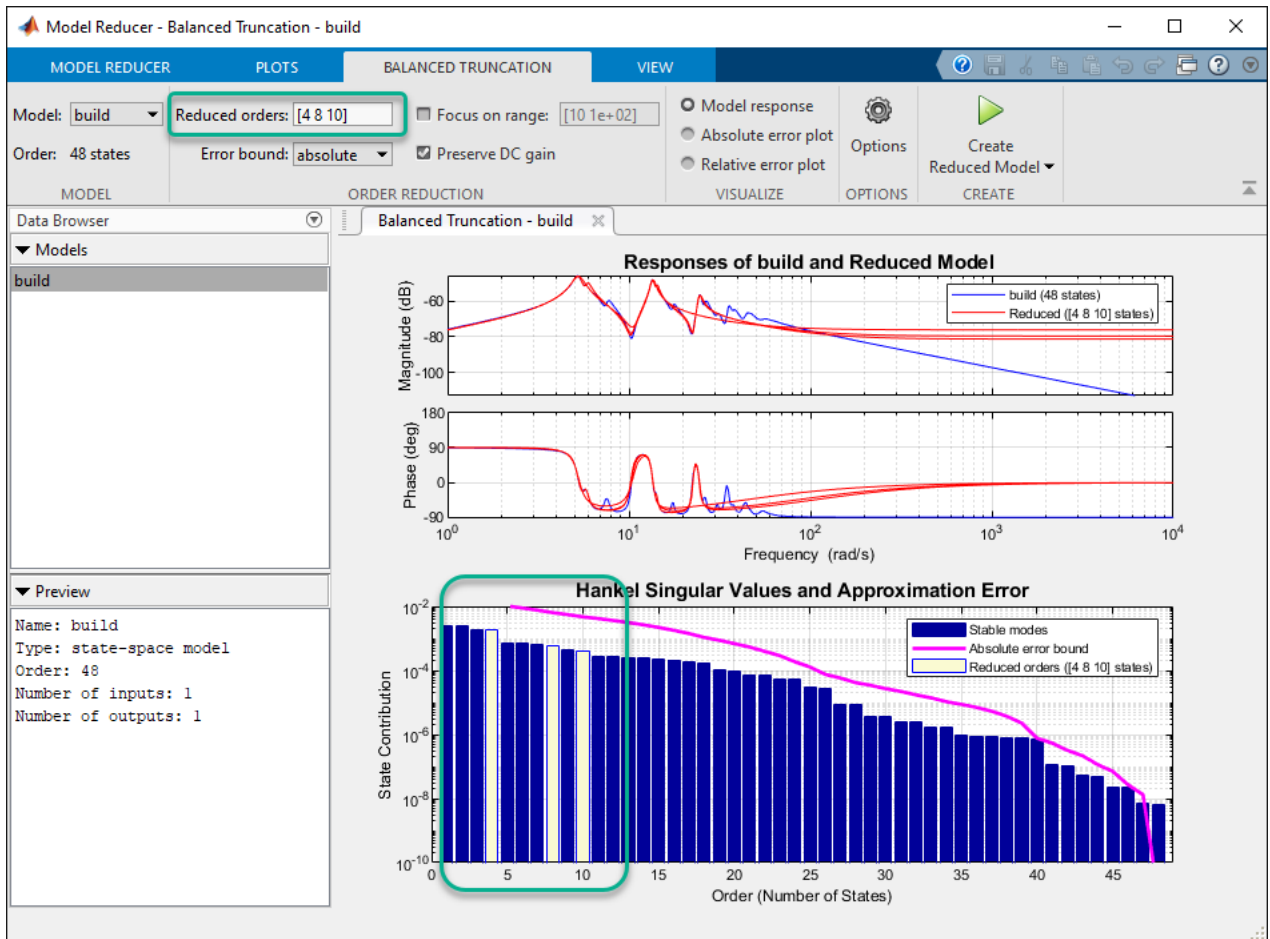 Model Reducer - Balanced Truncation - build
MODEL REDUCER PLOTS BALANCED TRUNCATION VIEW
Model: build Reduced orders: [4 8 10] Focus on range: [10 1e+02]
Order: 48 states Error bound: absolute Preserve DC gain
Model response
Absolute error plot
Relative error plot
Options
Create
Reduced Model
MODEL ORDER REDUCTION VISUALIZE OPTIONS CREATE
Data Browser
Models
build
Preview
Name: build
Type: state-space model
Order: 48
Number of inputs: 1
Number of outputs: 1
Balanced Truncation - build
Responses of build and Reduced Model
Magnitude (dB)
-60
-80
-100
build (48 states)
Reduced ([4 8 10] states)
Phase (deg)
180
90
0
-90
10^0 10^1 10^2 10^3 10^4
Frequency (rad/s)
Hankel Singular Values and Approximation Error
State Contribution
10^-2
10^-4
10^-6
10^-8
10^-10
Stable modes
Absolute error bound
Reduced orders ([4 8 10] states)
0 5 10 15 20 25 30 35 40 45
Order (Number of States)